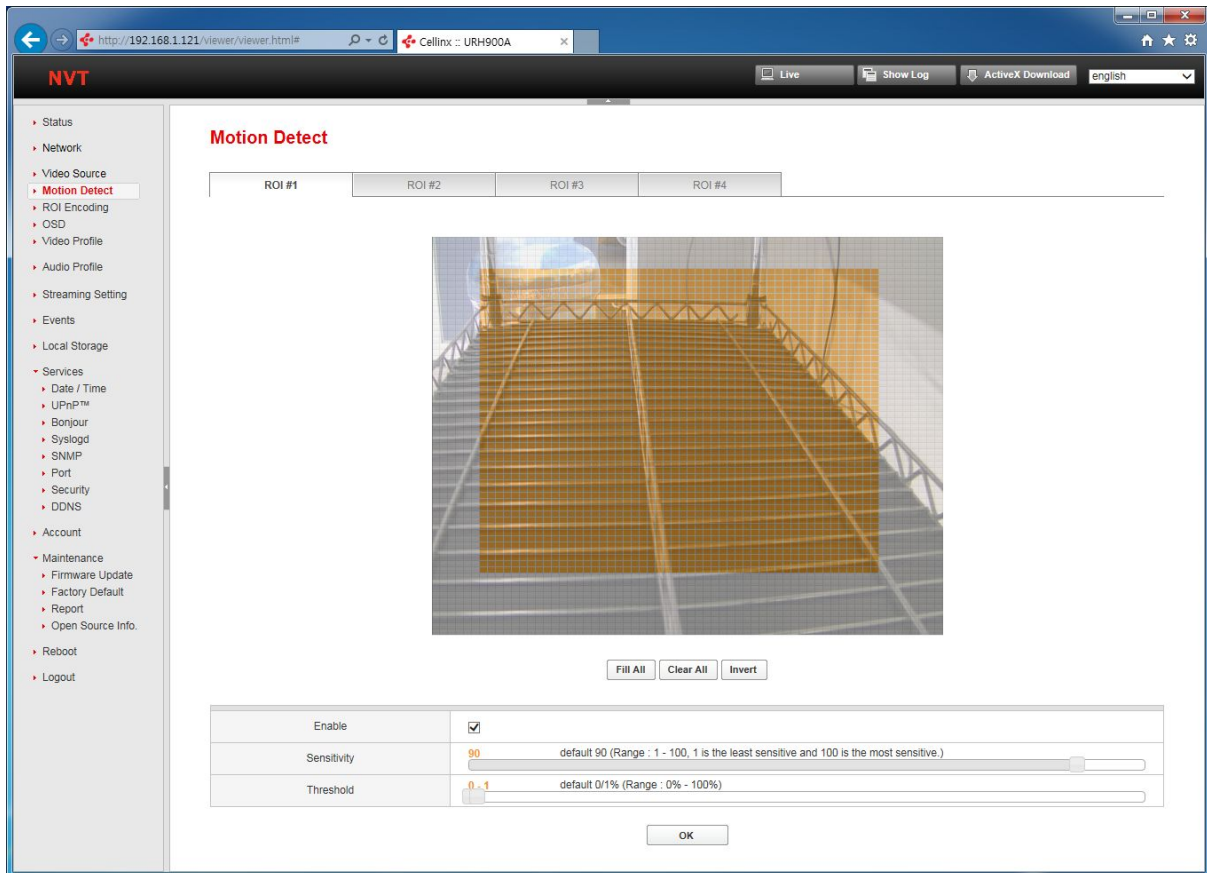 http://192.168.1.121/viewer/viewer.html#
Cellinx :: URH900A
NVT
Live
Show Log
ActiveX Download
english
Status
Network
Video Source
Motion Detect
ROI Encoding
OSD
Video Profile
Audio Profile
Streaming Setting
Events
Local Storage
Services
Date / Time
UPnP™
Bonjour
Syslogd
SNMP
Port
Security
DDNS
Account
Maintenance
Firmware Update
Factory Default
Report
Open Source Info.
Reboot
Logout
Motion Detect
ROI #1 ROI #2 ROI #3 ROI #4
Fill All Clear All Invert
Enable
Sensitivity
90 default 90 (Range : 1 - 100, 1 is the least sensitive and 100 is the most sensitive.)
Threshold
0 - 1 default 0/1% (Range : 0% - 100%)
OK